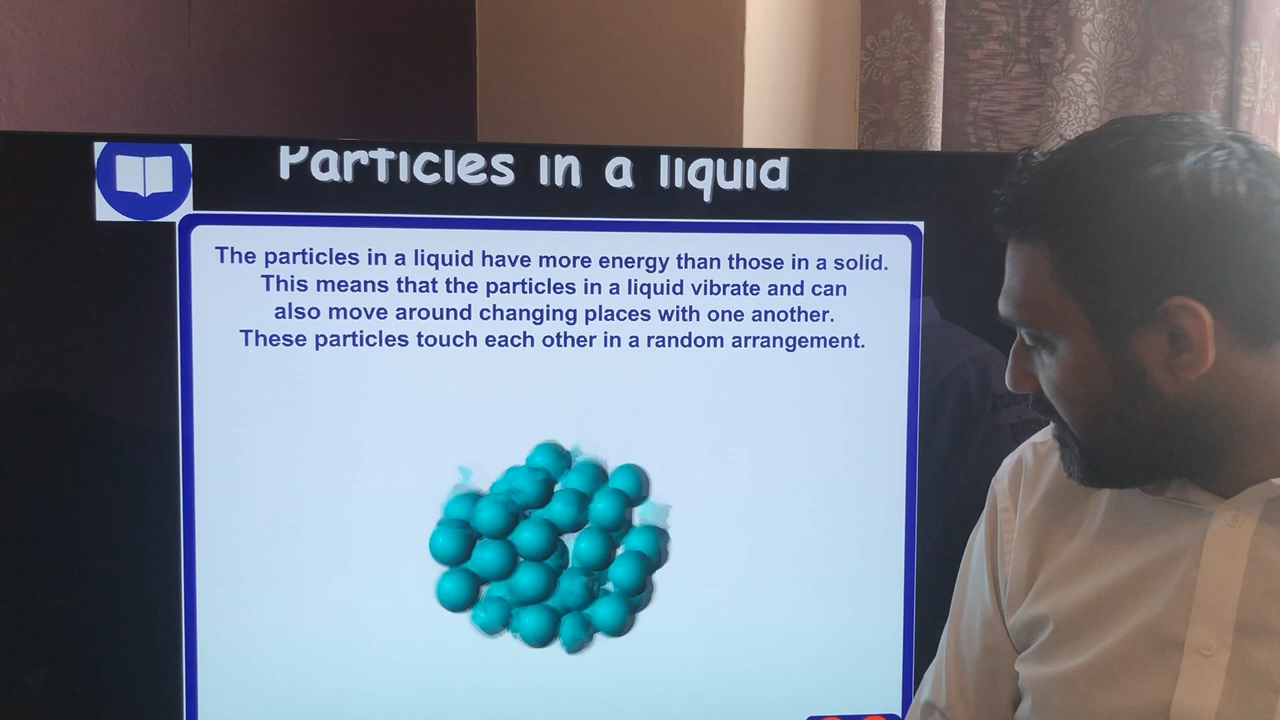 Particles in a liquid
The particles in a liquid have more energy than those in a solid.
This means that the particles in a liquid vibrate and can
also move around changing places with one another.
These particles touch each other in a random arrangement.